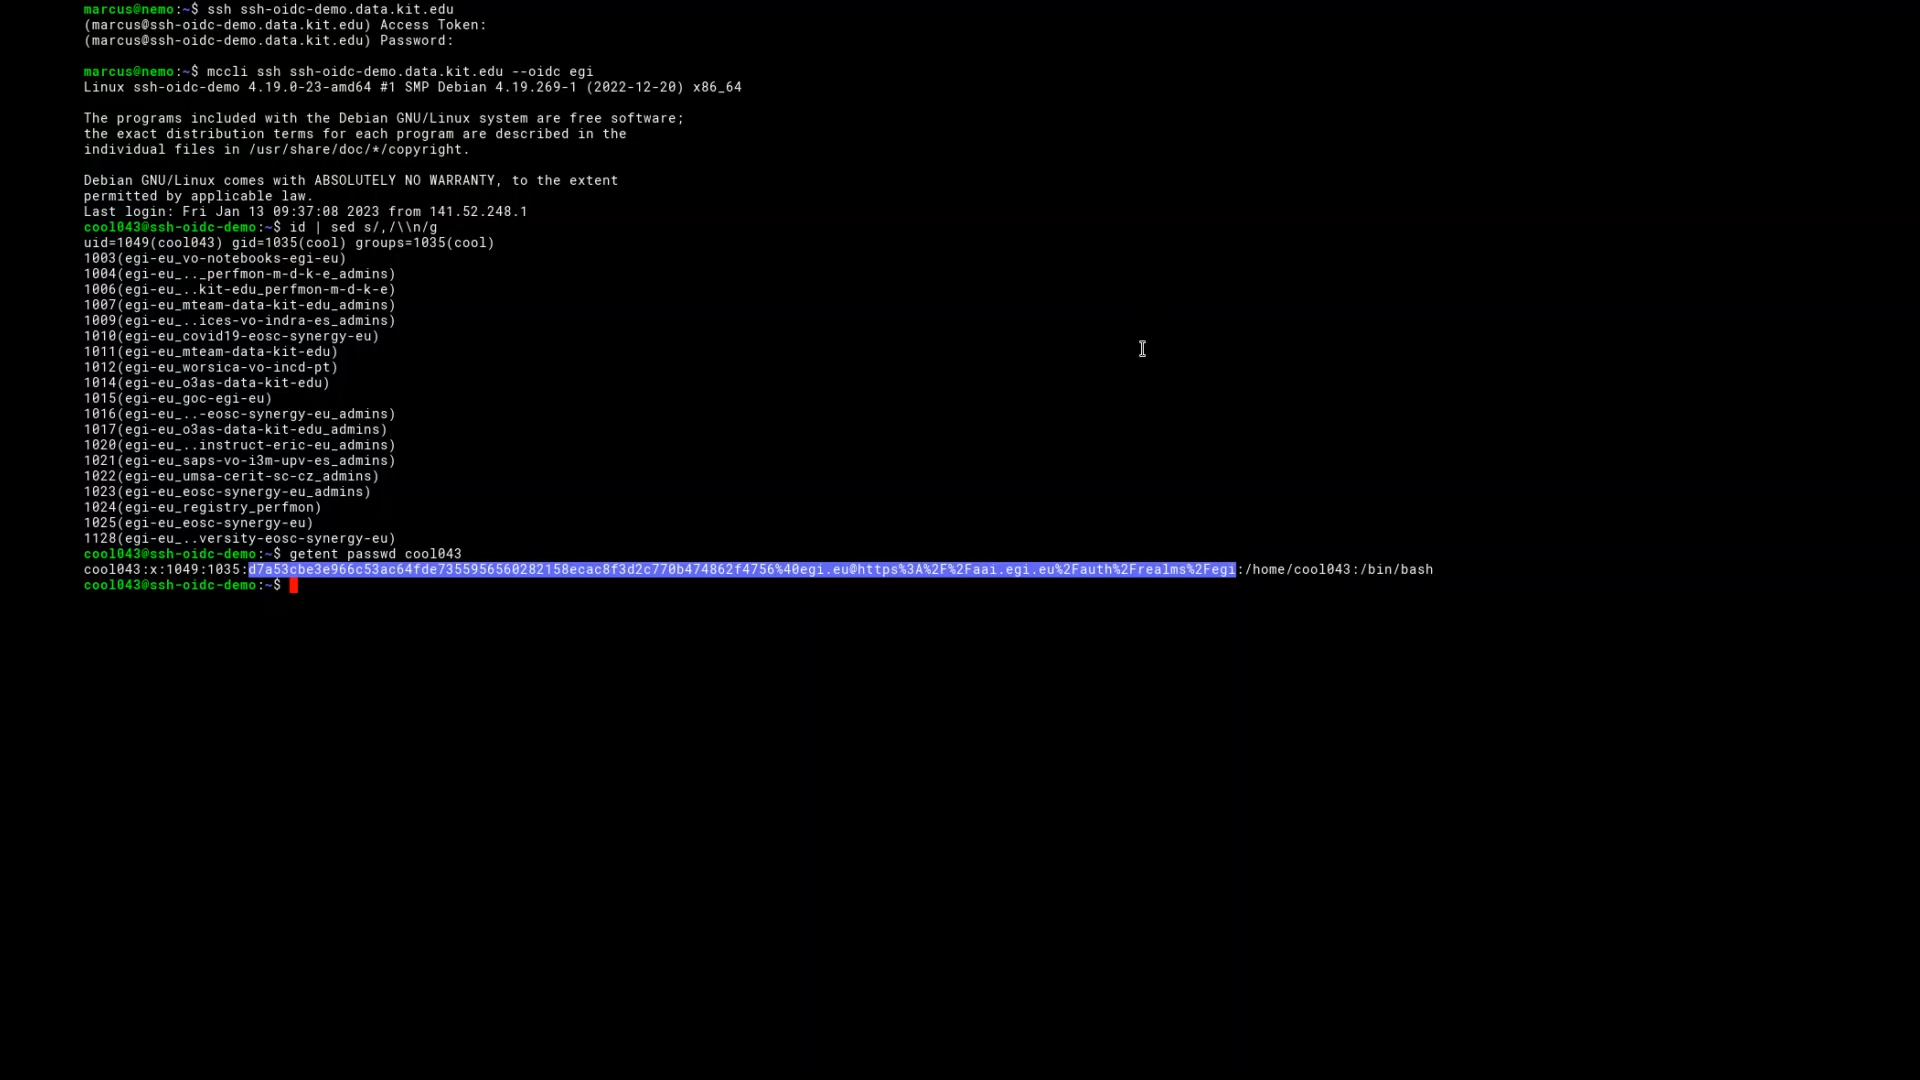 marcus@nemo:~$ ssh ssh-oidc-demo.data.kit.edu
(marcus@ssh-oidc-demo.data.kit.edu) Access Token:
(marcus@ssh-oidc-demo.data.kit.edu) Password:
marcus@nemo:~$ mccli ssh ssh-oidc-demo.data.kit.edu --oidc egi
Linux ssh-oidc-demo 4.19.0-23-amd64 #1 SMP Debian 4.19.269-1 (2022-12-20) x86_64
The programs included with the Debian GNU/Linux system are free software;
the exact distribution terms for each program are described in the
individual files in /usr/share/doc/*/copyright.
Debian GNU/Linux comes with ABSOLUTELY NO WARRANTY, to the extent
permitted by applicable law.
Last login: Fri Jan 13 09:37:08 2023 from 141.52.248.1
cool043@ssh-oidc-demo:~$ id | sed s/,/\\n/g
uid=1049(cool043) gid=1035(cool) groups=1035(cool)
1003(egi-eu_vo-notebooks-egi-eu)
1004(egi-eu_.._perfmon-m-d-k-e_admins)
1006(egi-eu_..kit-edu_perfmon-m-d-k-e)
1007(egi-eu_mteam-data-kit-edu_admins)
1009(egi-eu_..ices-vo-indra-es_admins)
1010(egi-eu_covid19-eosc-synergy-eu)
1011(egi-eu_mteam-data-kit-edu)
1012(egi-eu_worsica-vo-incd-pt)
1014(egi-eu_o3as-data-kit-edu)
1015(egi-eu_goc-egi-eu)
1016(egi-eu_..-eosc-synergy-eu_admins)
1017(egi-eu_o3as-data-kit-edu_admins)
1020(egi-eu_..instruct-eric-eu_admins)
1021(egi-eu_saps-vo-i3m-upv-es_admins)
1022(egi-eu_umsa-cerit-sc-cz_admins)
1023(egi-eu_eosc-synergy-eu_admins)
1024(egi-eu_registry_perfmon)
1025(egi-eu_eosc-synergy-eu)
1128(egi-eu_..versity-eosc-synergy-eu)
cool043@ssh-oidc-demo:~$ getent passwd cool043
cool043:x:1049:1035:d7a53cbe3e966c53ac64fde7355956560282158ecac8f3d2c770b474862f4756%40egi.eu@https%3A%2F%2Faai.egi.eu%2Fauth%2Frealms%2Fegi:/home/cool043:/bin/bash
cool043@ssh-oidc-demo:~$